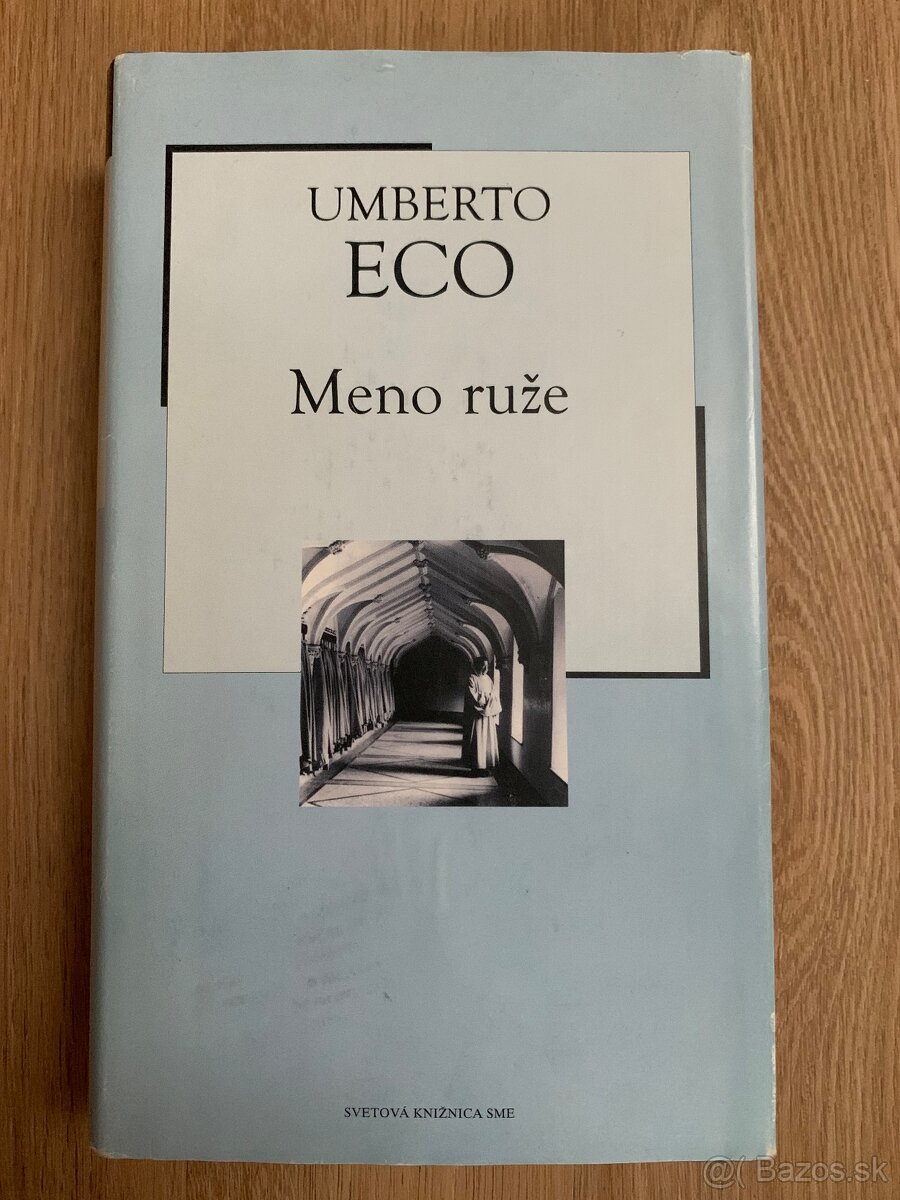 UMBERTO
ECO
Meno ruže
SVETOVÁ KNIŽNICA SME
@( Bazos.sk